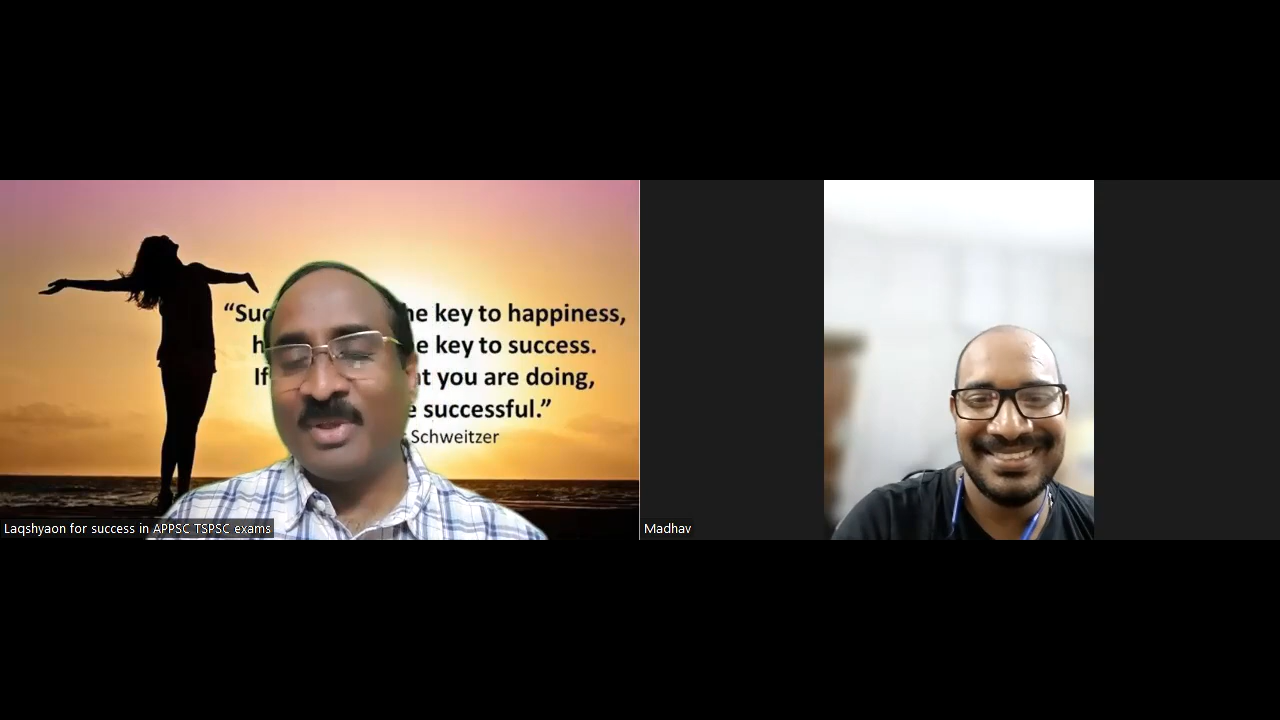 “Suc he key to happiness,
h e key to success.
If t you are doing,
e successful.”
Schweitzer
Laqshyaon for success in APPSC TSPSC exams
Madhav